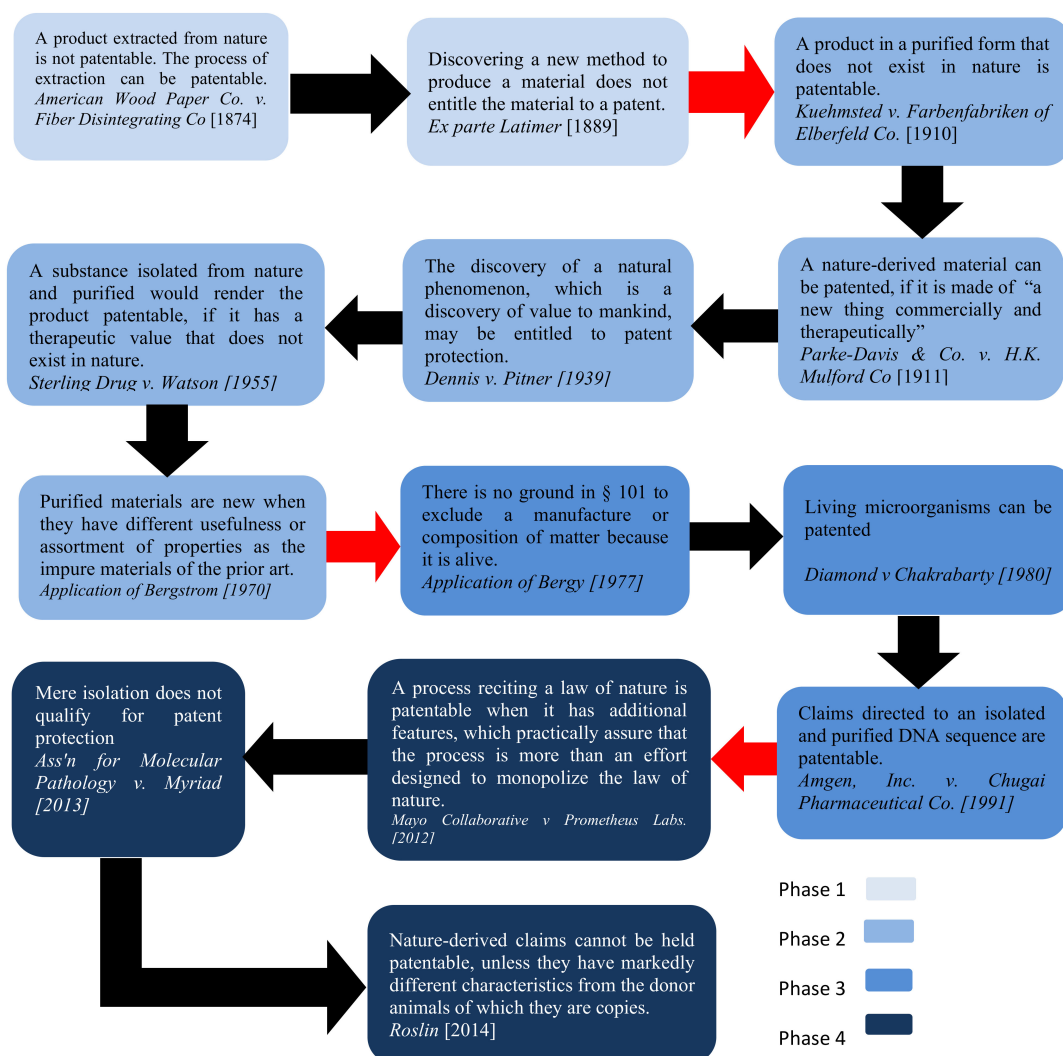 A product extracted from nature
is not patentable. The process of
extraction can be patentable.
American Wood Paper Co. v.
Fiber Disintegrating Co [1874]
Discovering a new method to
produce a material does not
entitle the material to a patent.
Ex parte Latimer [1889]
A product in a purified form that
does not exist in nature is
patentable.
Kuehmsted v. Farbenfabriken of
Elberfeld Co. [1910]
A nature-derived material can
be patented, if it is made of “a
new thing commercially and
therapeutically”
Parke-Davis & Co. v. H.K.
Mulford Co [1911]
The discovery of a natural
phenomenon, which is a
discovery of value to mankind,
may be entitled to patent
protection.
Dennis v. Pitner [1939]
A substance isolated from nature
and purified would render the
product patentable, if it has a
therapeutic value that does not
exist in nature.
Sterling Drug v. Watson [1955]
Purified materials are new when
they have different usefulness or
assortment of properties as the
impure materials of the prior art.
Application of Bergstrom [1970]
There is no ground in § 101 to
exclude a manufacture or
composition of matter because
it is alive.
Application of Bergy [1977]
Living microorganisms can be
patented
Diamond v Chakrabarty [1980]
Claims directed to an isolated
and purified DNA sequence are
patentable.
Amgen, Inc. v. Chugai
Pharmaceutical Co. [1991]
A process reciting a law of nature is
patentable when it has additional
features, which practically assure that
the process is more than an effort
designed to monopolize the law of
nature.
Mayo Collaborative v Prometheus Labs.
[2012]
Mere isolation does not
qualify for patent
protection
Ass'n for Molecular
Pathology v. Myriad
[2013]
Nature-derived claims cannot be held
patentable, unless they have markedly
different characteristics from the donor
animals of which they are copies.
Roslin [2014]
Phase 1
Phase 2
Phase 3
Phase 4